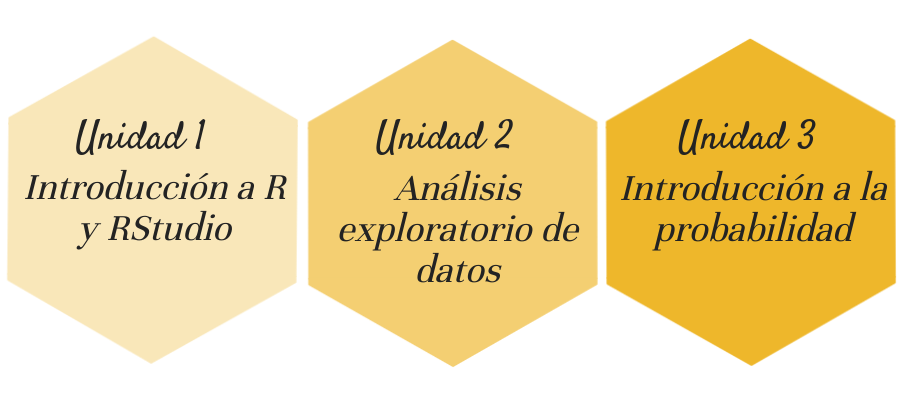 Unidad 1
Introducción a R
y RStudio
Unidad 2
Análisis
exploratorio de
datos
Unidad 3
Introducción a la
probabilidad